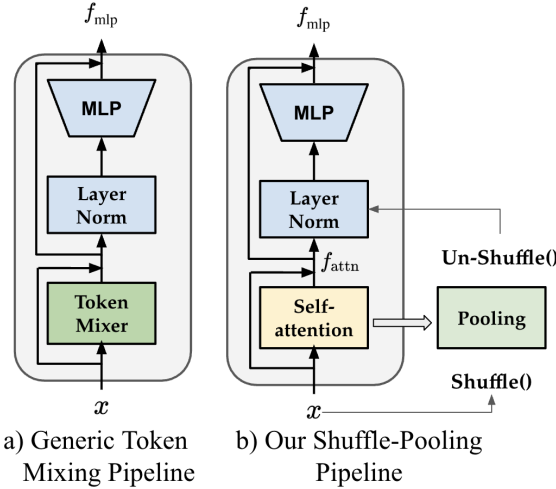 f_mlp
MLP
Layer
Norm
Token
Mixer
x
a) Generic Token
Mixing Pipeline
f_mlp
MLP
Layer
Norm
f_attn
Self-
attention
x
Un-Shuffle()
Pooling
Shuffle()
b) Our Shuffle-Pooling
Pipeline